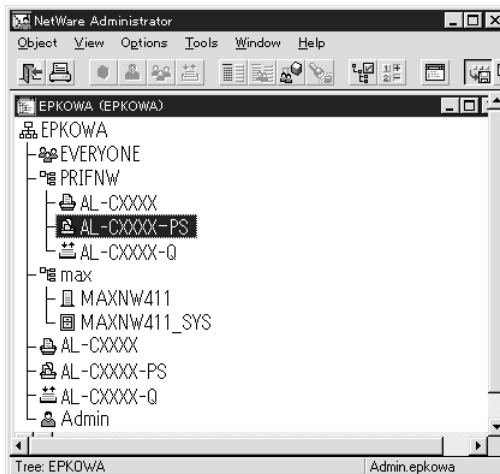 NetWare Administrator
Object View Options Tools Window Help
EPKOWA (EPKOWA)
EPKOWA
EVERYONE
PRIFNW
AL-CXXXX
AL-CXXXX-PS
AL-CXXXX-Q
max
MAXNW411
MAXNW411_SYS
AL-CXXXX
AL-CXXXX-PS
AL-CXXXX-Q
Admin
Tree: EPKOWA Admin.epkowa